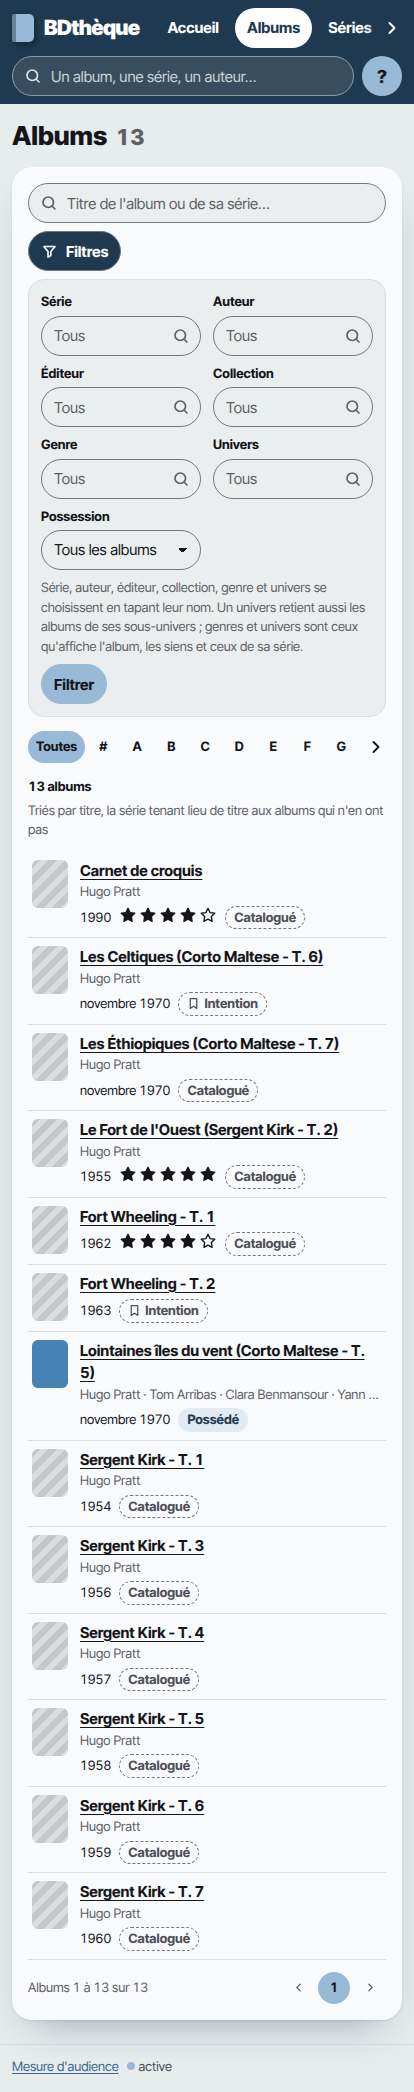 BDthèque Accueil Albums Séries
Un album, une série, un auteur... ?
Albums 13
Titre de l'album ou de sa série...
Filtres
Série Auteur
Tous Tous
Éditeur Collection
Tous Tous
Genre Univers
Tous Tous
Possession
Tous les albums
Série, auteur, éditeur, collection, genre et univers se
choisissent en tapant leur nom. Un univers retient aussi les
albums de ses sous-univers ; genres et univers sont ceux
qu'affiche l'album, les siens et ceux de sa série.
Filtrer
Toutes # A B C D E F G
13 albums
Triés par titre, la série tenant lieu de titre aux albums qui n'en ont
pas
Carnet de croquis
Hugo Pratt
1990 Catalogué
Les Celtiques (Corto Maltese - T. 6)
Hugo Pratt
novembre 1970 Intention
Les Éthiopiques (Corto Maltese - T. 7)
Hugo Pratt
novembre 1970 Catalogué
Le Fort de l'Ouest (Sergent Kirk - T. 2)
Hugo Pratt
1955 Catalogué
Fort Wheeling - T. 1
1962 Catalogué
Fort Wheeling - T. 2
1963 Intention
Lointaines îles du vent (Corto Maltese - T.
5)
Hugo Pratt · Tom Arribas · Clara Benmansour · Yann ...
novembre 1970 Possédé
Sergent Kirk - T. 1
Hugo Pratt
1954 Catalogué
Sergent Kirk - T. 3
Hugo Pratt
1956 Catalogué
Sergent Kirk - T. 4
Hugo Pratt
1957 Catalogué
Sergent Kirk - T. 5
Hugo Pratt
1958 Catalogué
Sergent Kirk - T. 6
Hugo Pratt
1959 Catalogué
Sergent Kirk - T. 7
Hugo Pratt
1960 Catalogué
Albums 1 à 13 sur 13 1
Mesure d'audience active